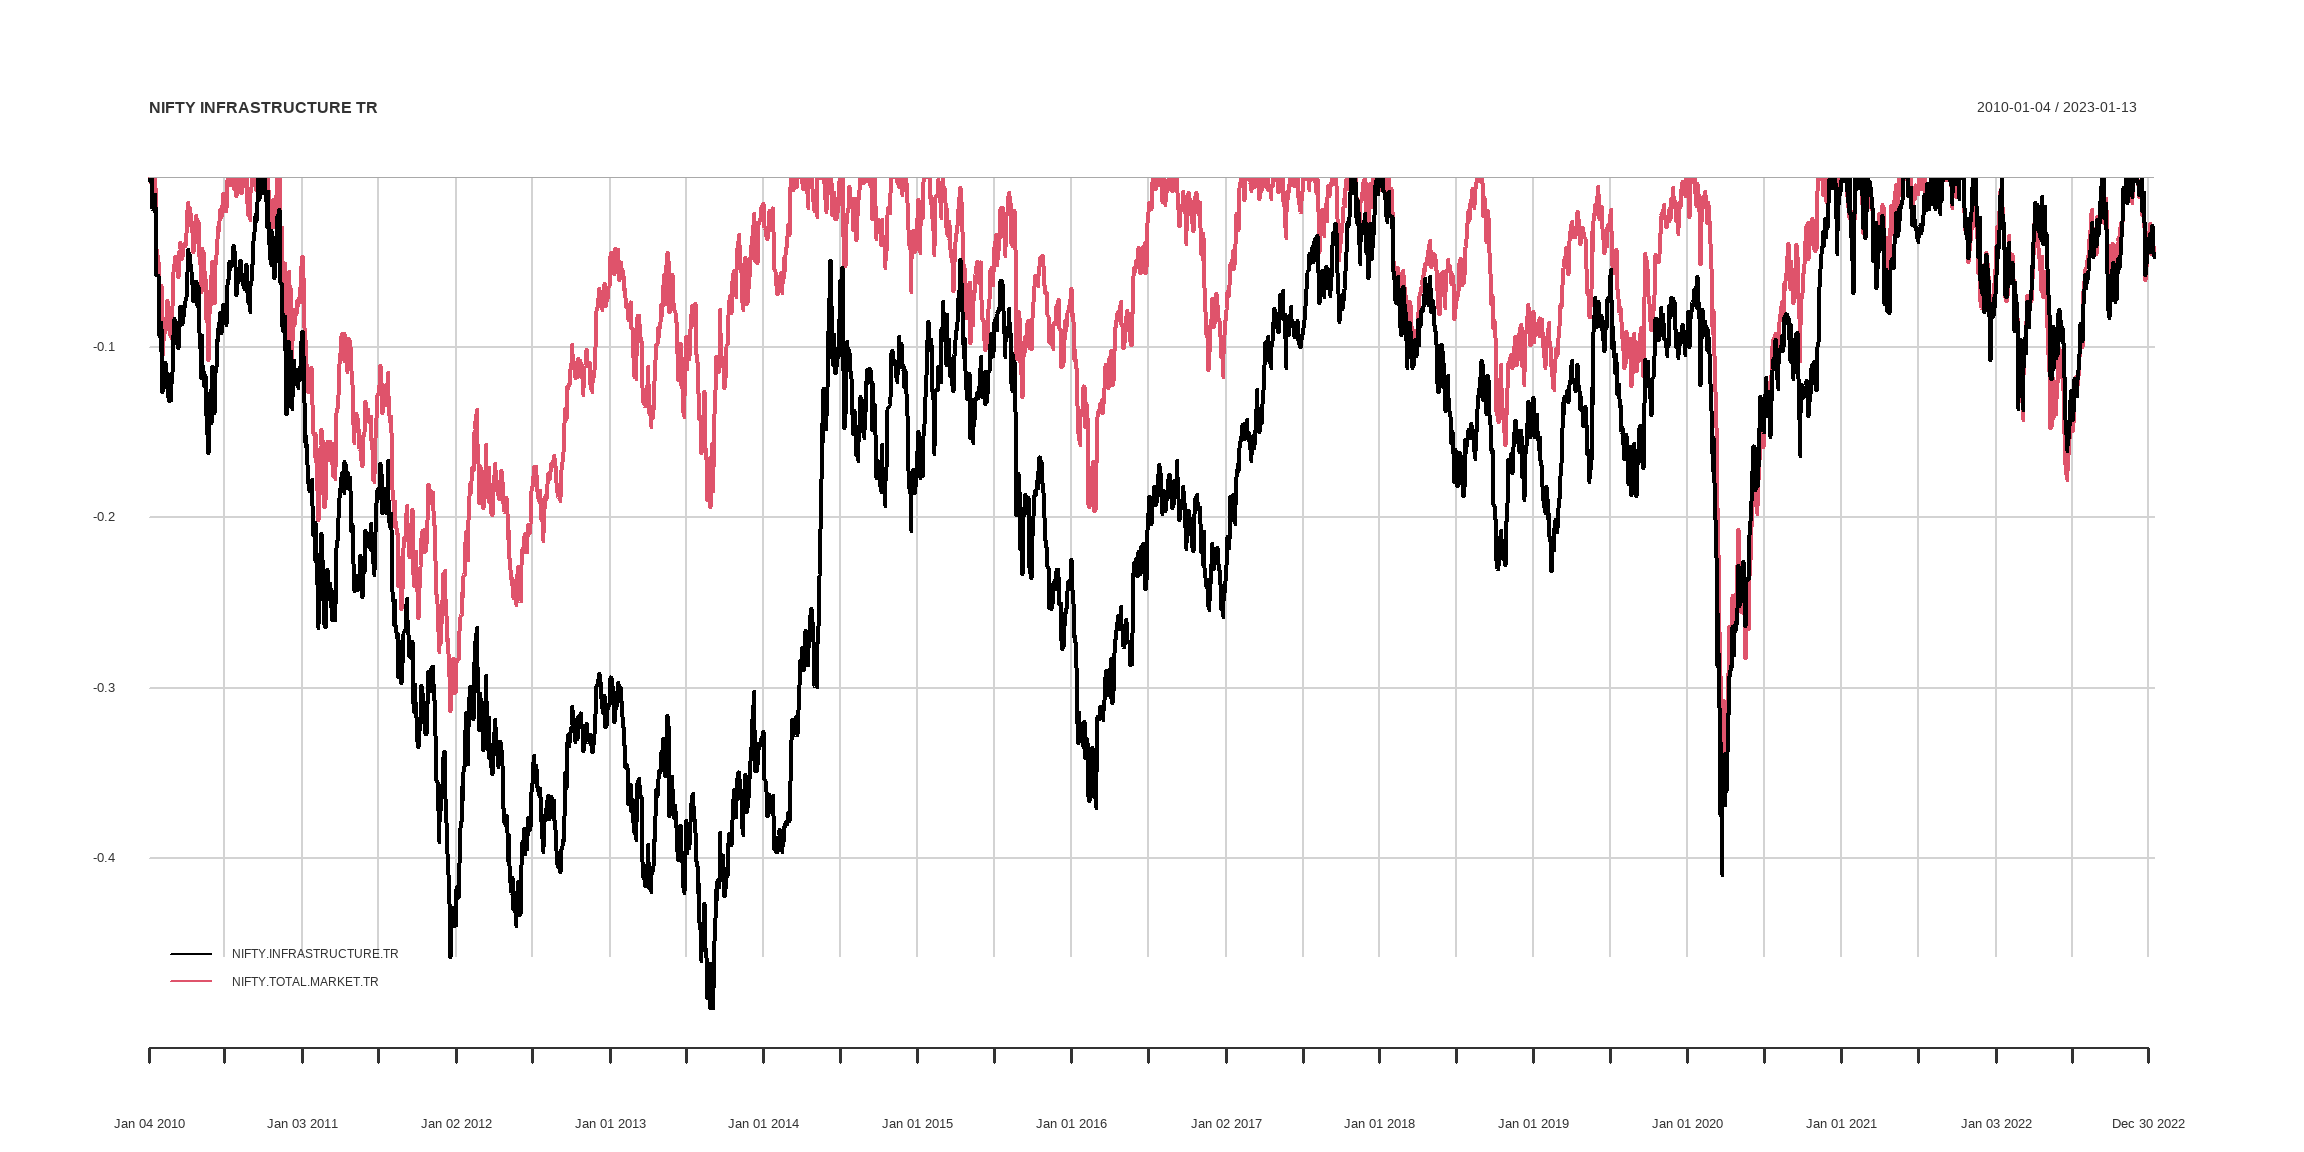 NIFTY INFRASTRUCTURE TR
2010-01-04 / 2023-01-13
-0.1
-0.2
-0.3
-0.4
NIFTY.INFRASTRUCTURE.TR
NIFTY.TOTAL.MARKET.TR
Jan 04 2010
Jan 03 2011
Jan 02 2012
Jan 01 2013
Jan 01 2014
Jan 01 2015
Jan 01 2016
Jan 02 2017
Jan 01 2018
Jan 01 2019
Jan 01 2020
Jan 01 2021
Jan 03 2022
Dec 30 2022